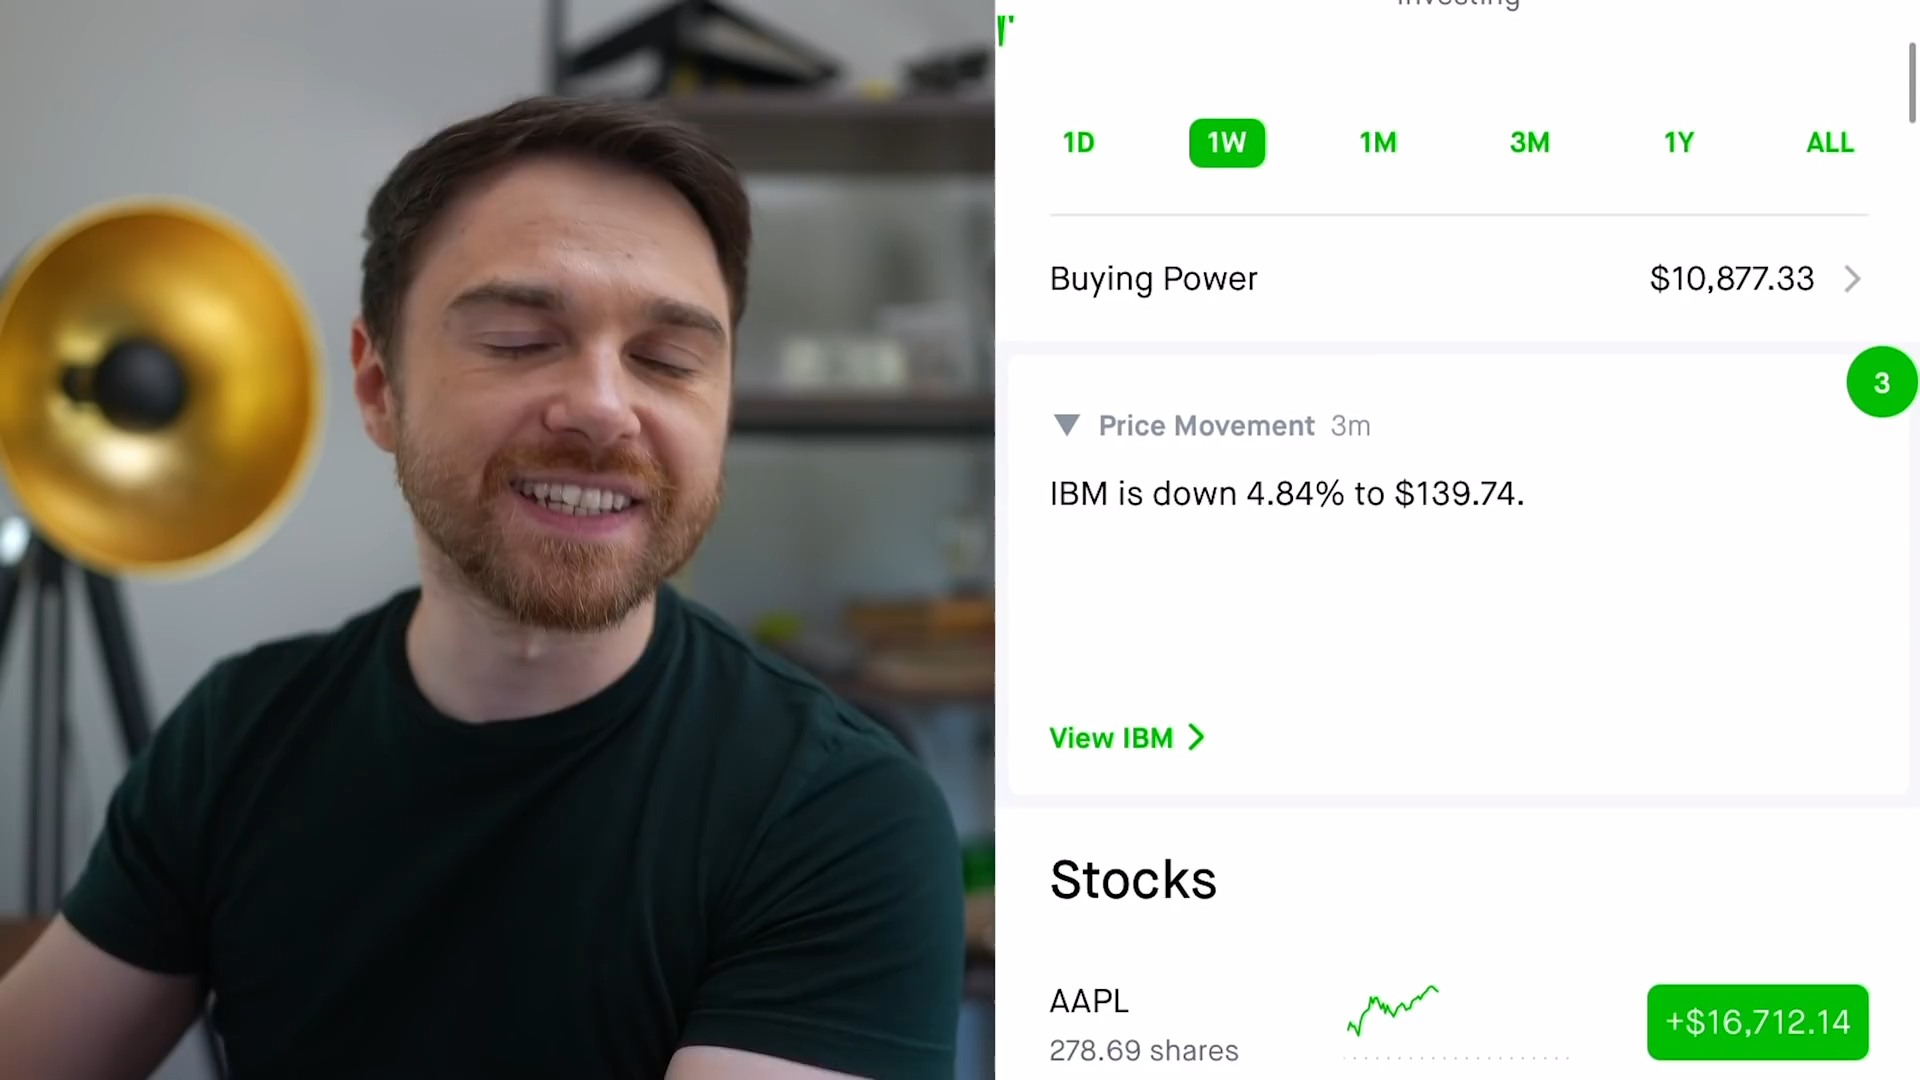 Investing
1D 1W 1M 3M 1Y ALL
Buying Power $10,877.33
3
Price Movement 3m
IBM is down 4.84% to $139.74.
View IBM
Stocks
AAPL
278.69 shares
+$16,712.14